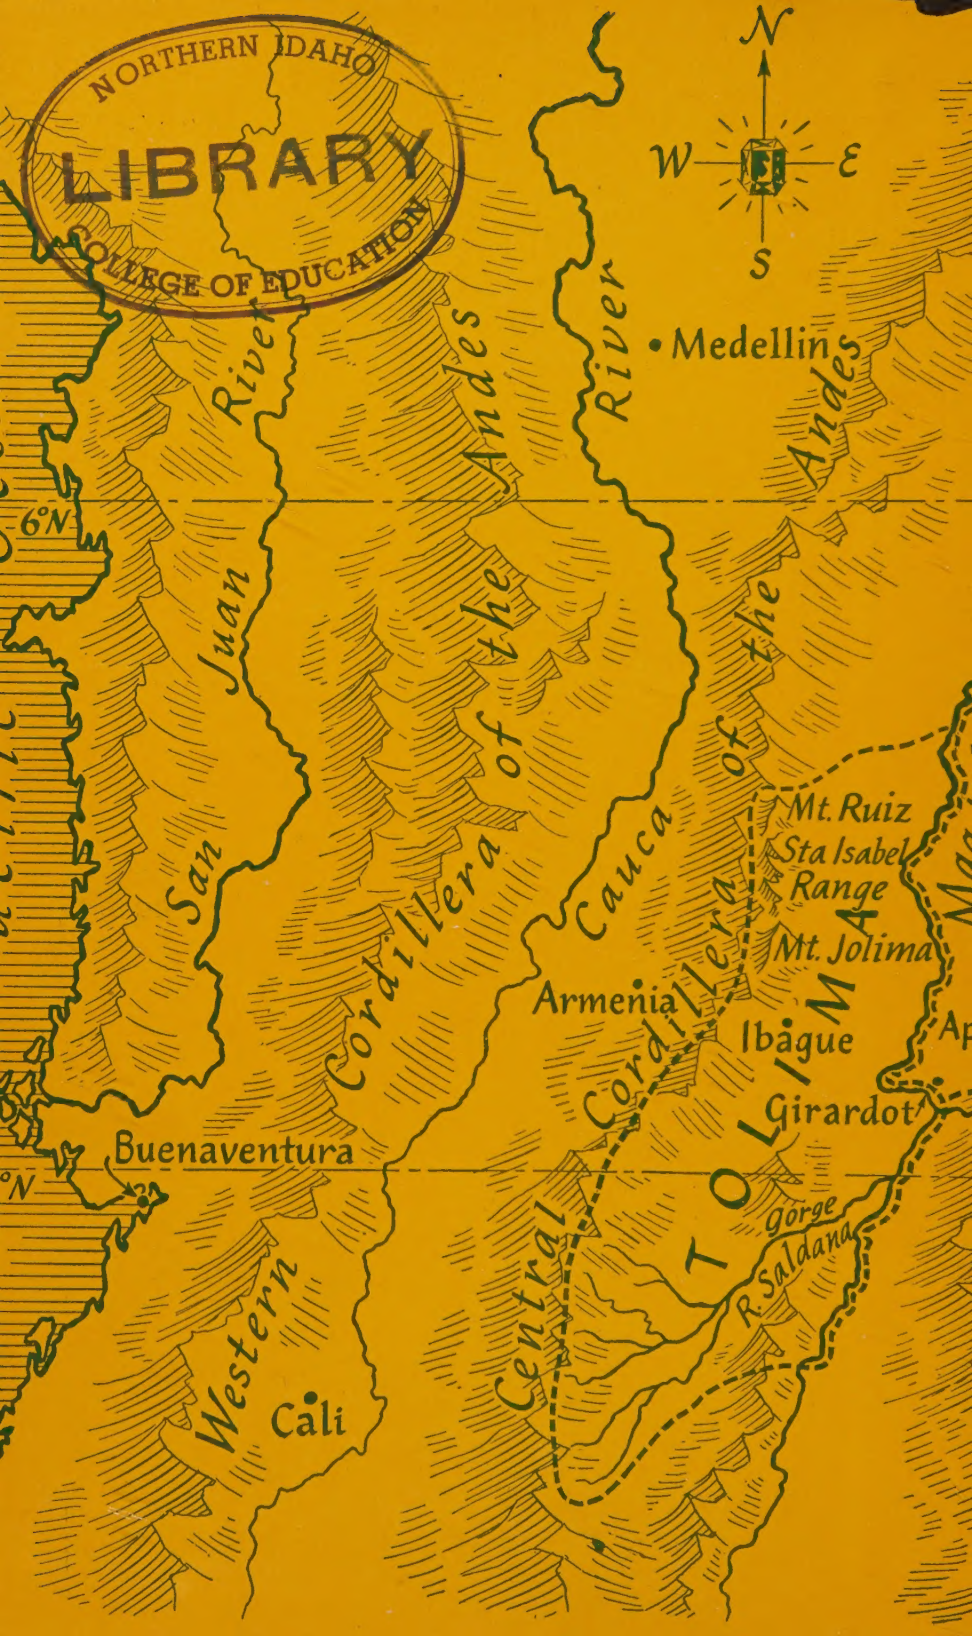 NORTHERN IDAHO
LIBRARY
COLLEGE OF EDUCATION
N
W
E
S
Medellin
River
San Juan River
Cauca River
Western Cordillera of the Andes
Central Cordillera of the Andes
6°N
Mt. Ruiz
Sta Isabel
Range
Mt. Jolima
Armenia
Ibague
Girardot
TOLIMA
Buenaventura
°N
Gorge
R. Saldana
Cali